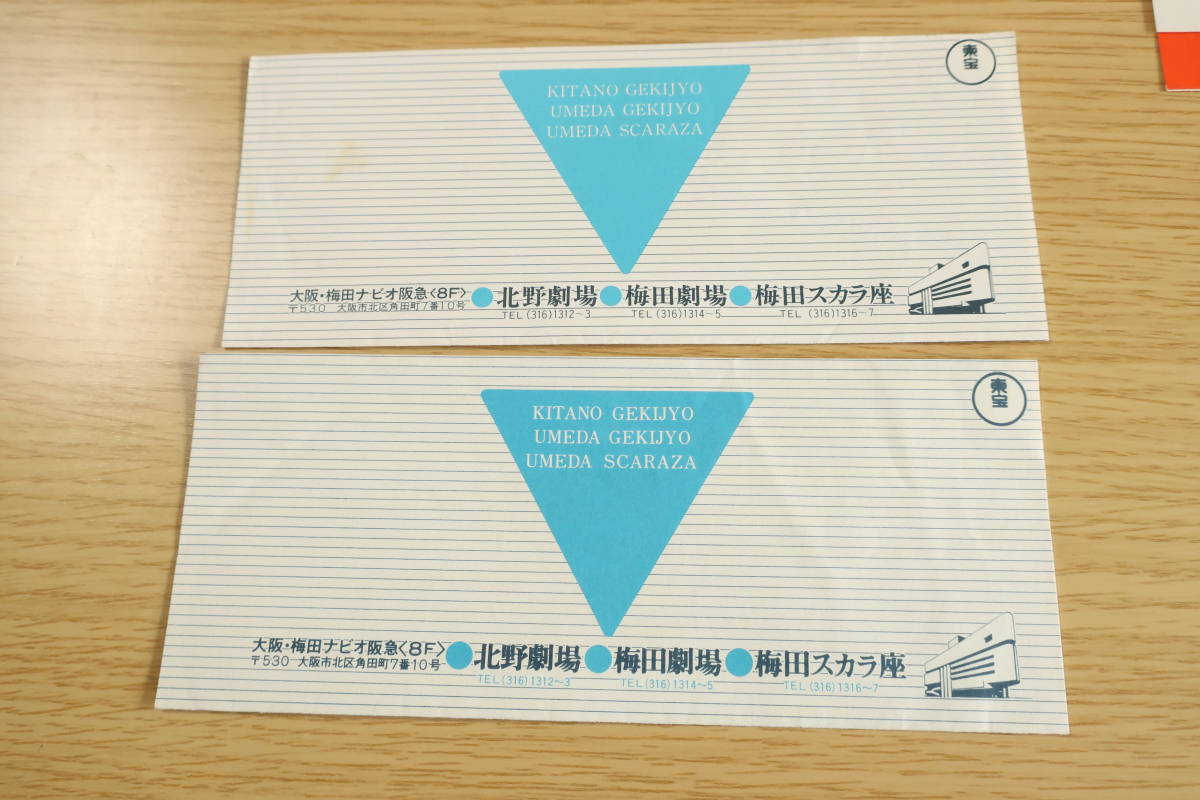 東宝
KITANO GEKIJYO
UMEDA GEKIJYO
UMEDA SCARAZA
大阪・梅田ナビオ阪急〈8F〉
〒530 大阪市北区角田町7番10号
北野劇場 梅田劇場 梅田スカラ座
TEL (316)1312〜3 TEL (316)1314〜5 TEL (316)1316〜7
東宝
KITANO GEKIJYO
UMEDA GEKIJYO
UMEDA SCARAZA
大阪・梅田ナビオ阪急〈8F〉
〒530 大阪市北区角田町7番10号
北野劇場 梅田劇場 梅田スカラ座
TEL (316)1312〜3 TEL (316)1314〜5 TEL (316)1316〜7